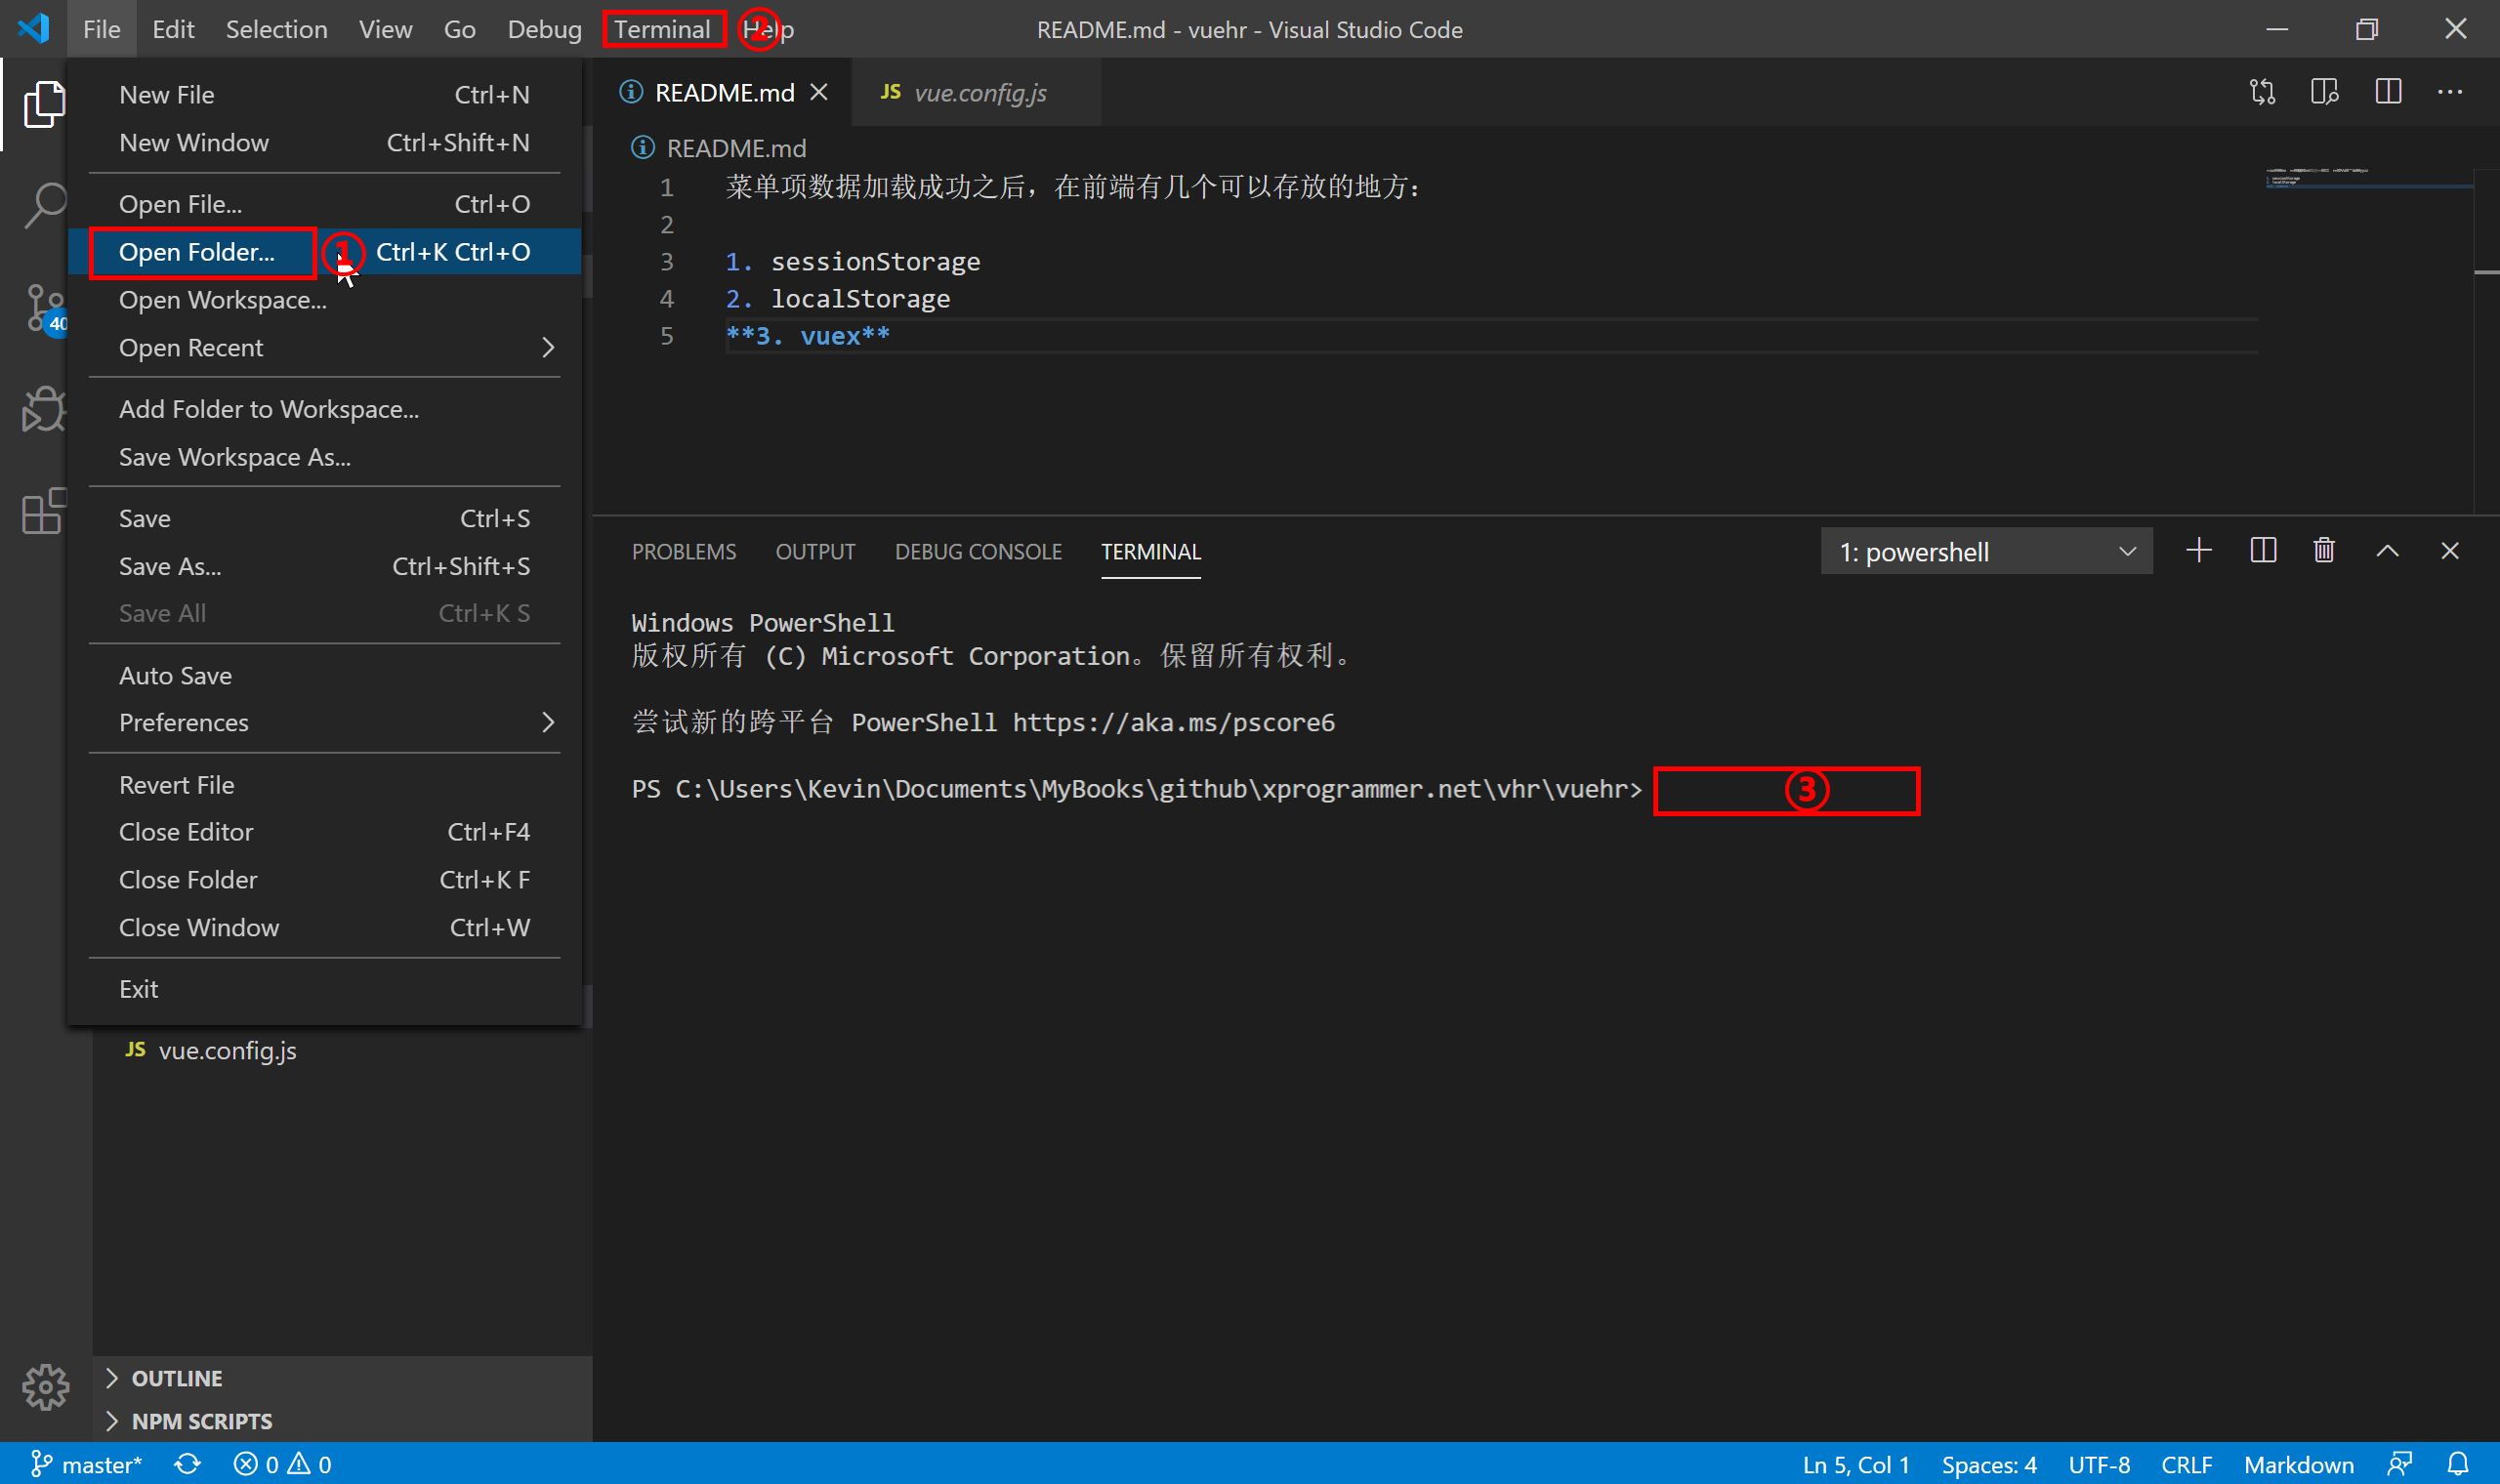 File Edit Selection View Go Debug Terminal ② Help README.md - vuehr - Visual Studio Code
New File Ctrl+N
New Window Ctrl+Shift+N
Open File... Ctrl+O
Open Folder... ① Ctrl+K Ctrl+O
Open Workspace...
Open Recent
Add Folder to Workspace...
Save Workspace As...
Save Ctrl+S
Save As... Ctrl+Shift+S
Save All Ctrl+K S
Auto Save
Preferences
Revert File
Close Editor Ctrl+F4
Close Folder Ctrl+K F
Close Window Ctrl+W
Exit
40
JS vue.config.js
OUTLINE
NPM SCRIPTS
README.md JS vue.config.js
README.md
1 菜单项数据加载成功之后，在前端有几个可以存放的地方：
2
3 1. sessionStorage
4 2. localStorage
5 **3. vuex**
PROBLEMS OUTPUT DEBUG CONSOLE TERMINAL 1: powershell
Windows PowerShell
版权所有 (C) Microsoft Corporation。保留所有权利。
尝试新的跨平台 PowerShell https://aka.ms/pscore6
PS C:\Users\Kevin\Documents\MyBooks\github\xprogrammer.net\vhr\vuehr> ③
master* 0 0 Ln 5, Col 1 Spaces: 4 UTF-8 CRLF Markdown